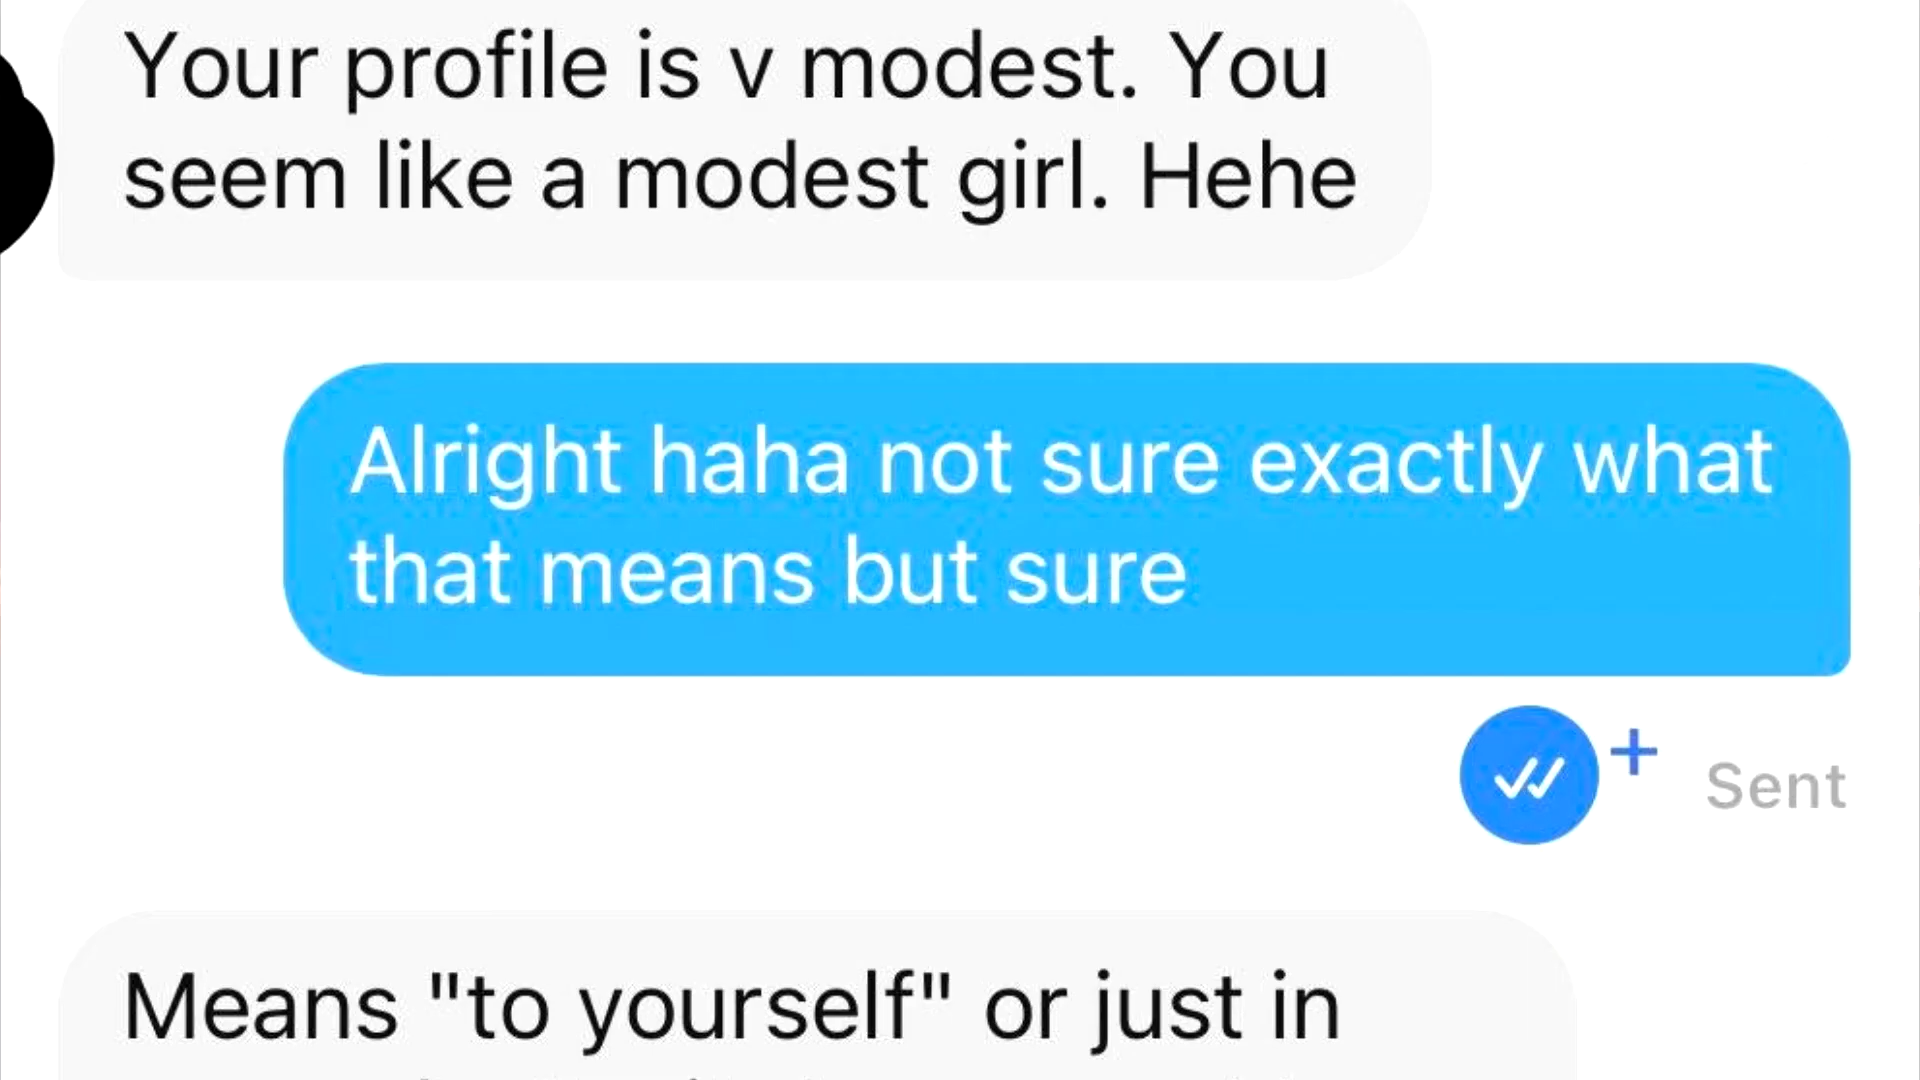 Your profile is v modest. You
seem like a modest girl. Hehe
Alright haha not sure exactly what
that means but sure
Sent
Means "to yourself" or just in